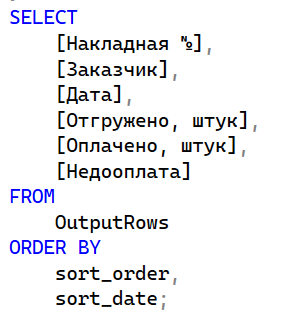 SELECT
[Накладная №],
[Заказчик],
[Дата],
[Отгружено, штук],
[Оплачено, штук],
[Недооплата]
FROM
OutputRows
ORDER BY
sort_order,
sort_date;